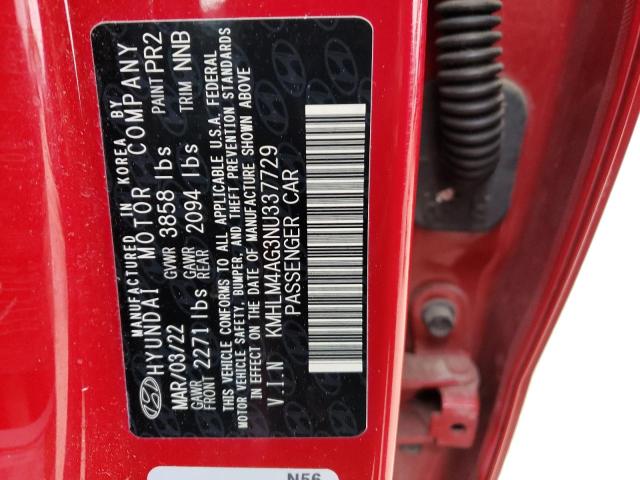 MANUFACTURED IN KOREA BY
HYUNDAI MOTOR COMPANY
MAR/03/22 GVWR 3858 lbs PAINT PR2
GAWR FRONT 2271 lbs GAWR REAR 2094 lbs TRIM NNB
THIS VEHICLE CONFORMS TO ALL APPLICABLE U.S.A. FEDERAL
MOTOR VEHICLE SAFETY, BUMPER, AND THEFT PREVENTION STANDARDS
IN EFFECT ON THE DATE OF MANUFACTURE SHOWN ABOVE
V.I.N KMHLM4AG3NU337729
PASSENGER CAR
N56